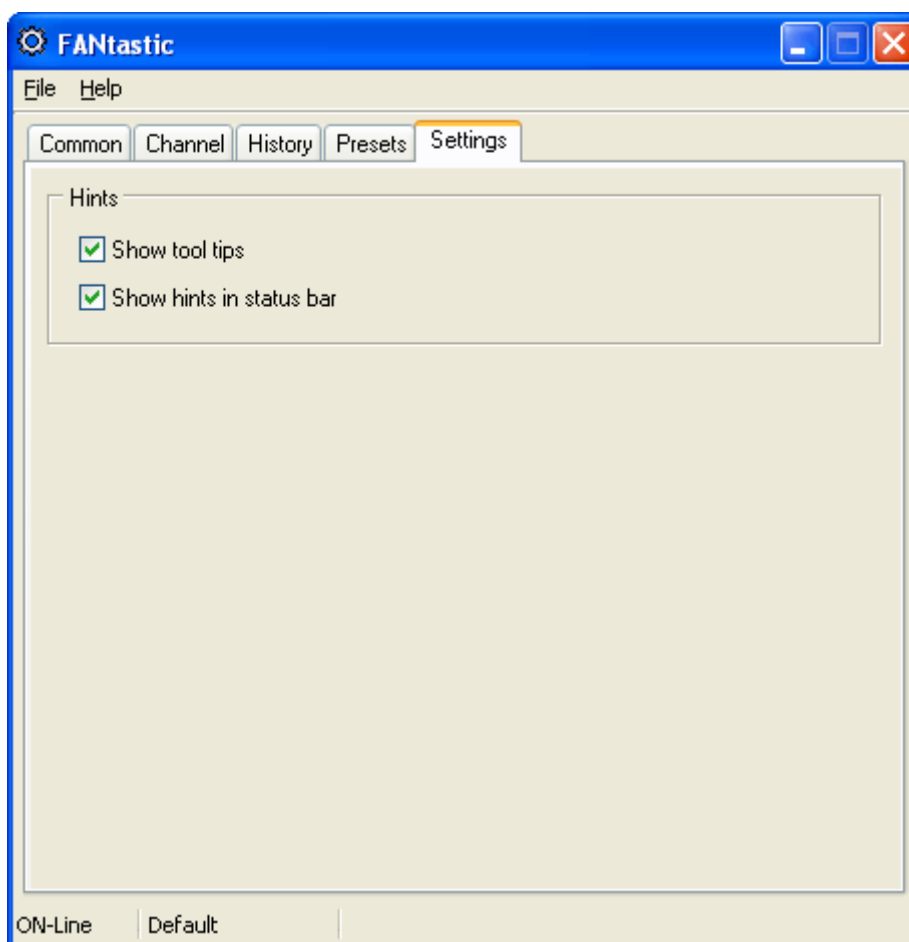 FANtastic
File Help
Common Channel History Presets Settings
Hints
Show tool tips
Show hints in status bar
ON-Line Default